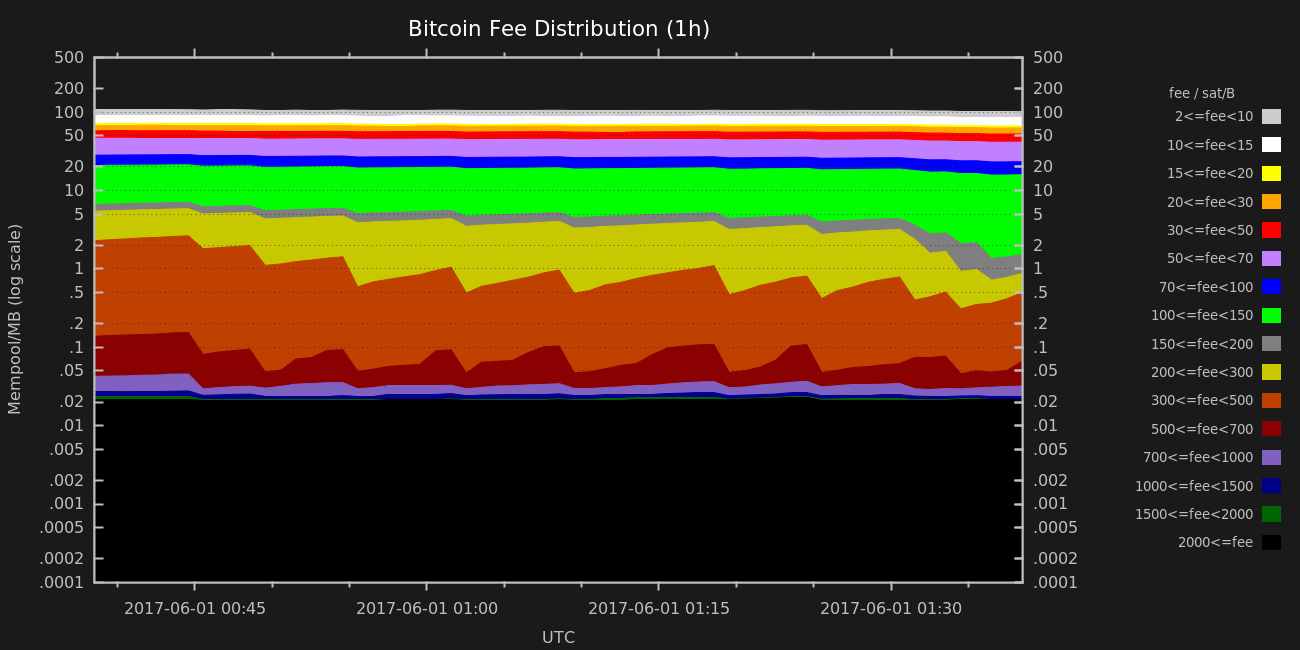 Bitcoin Fee Distribution (1h)
Mempool/MB (log scale)
500
200
100
50
20
10
5
2
1
.5
.2
.1
.05
.02
.01
.005
.002
.001
.0005
.0002
.0001
500
200
100
50
20
10
5
2
1
.5
.2
.1
.05
.02
.01
.005
.002
.001
.0005
.0002
.0001
2017-06-01 00:45
2017-06-01 01:00
2017-06-01 01:15
2017-06-01 01:30
UTC
fee / sat/B
2<=fee<10
10<=fee<15
15<=fee<20
20<=fee<30
30<=fee<50
50<=fee<70
70<=fee<100
100<=fee<150
150<=fee<200
200<=fee<300
300<=fee<500
500<=fee<700
700<=fee<1000
1000<=fee<1500
1500<=fee<2000
2000<=fee